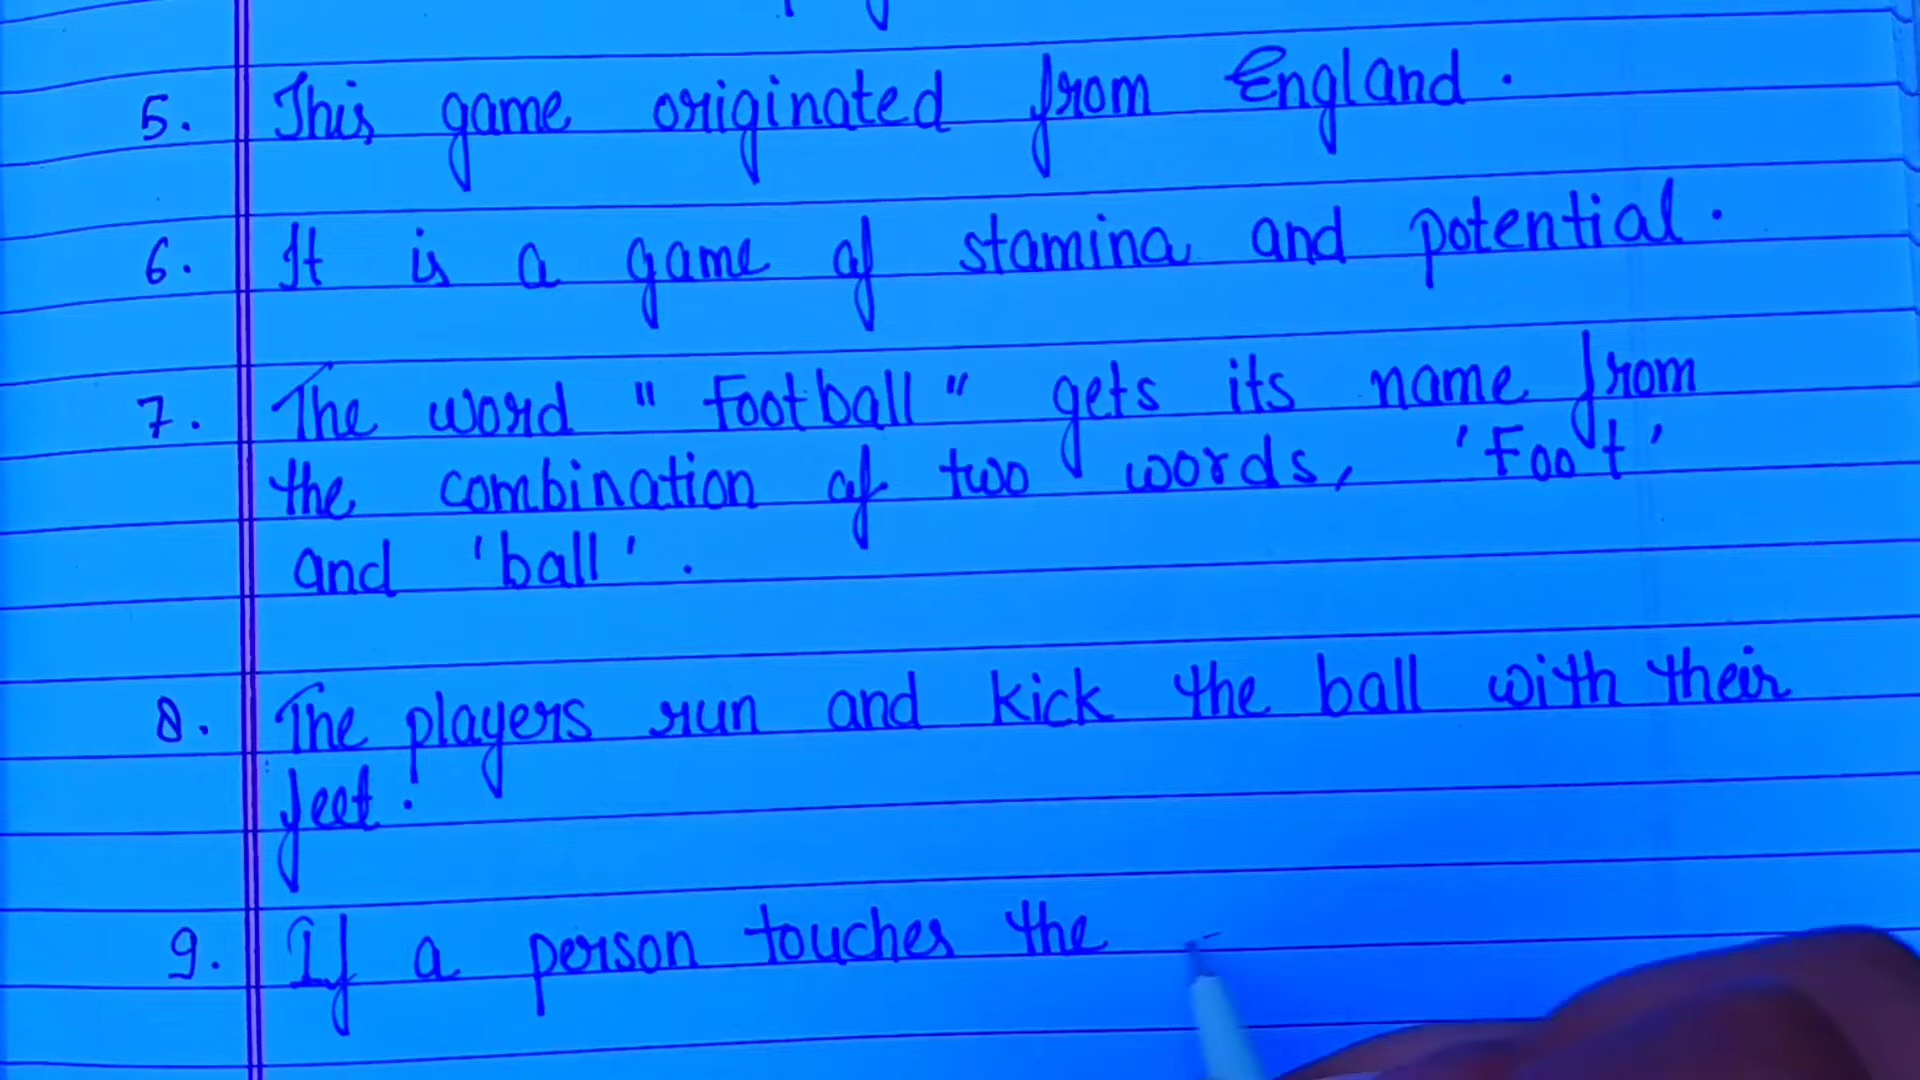 5. This game originated from England.
6. It is a game of stamina and potential.
7. The word "Football" gets its name from
the combination of two words, 'Foot'
and 'ball'.
8. The players run and kick the ball with their
feet.
9. If a person touches the